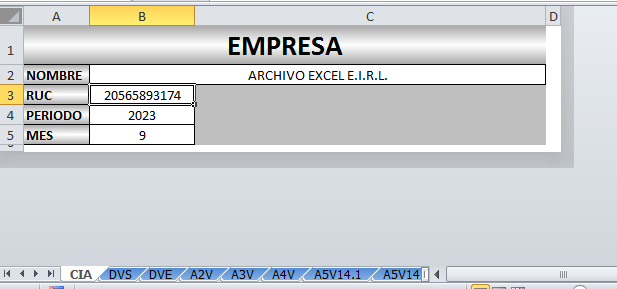 A B C D
1 EMPRESA
2 NOMBRE ARCHIVO EXCEL E.I.R.L.
3 RUC 20565893174
4 PERIODO 2023
5 MES 9
CIA DVS DVE A2V A3V A4V A5V14.1 A5V14